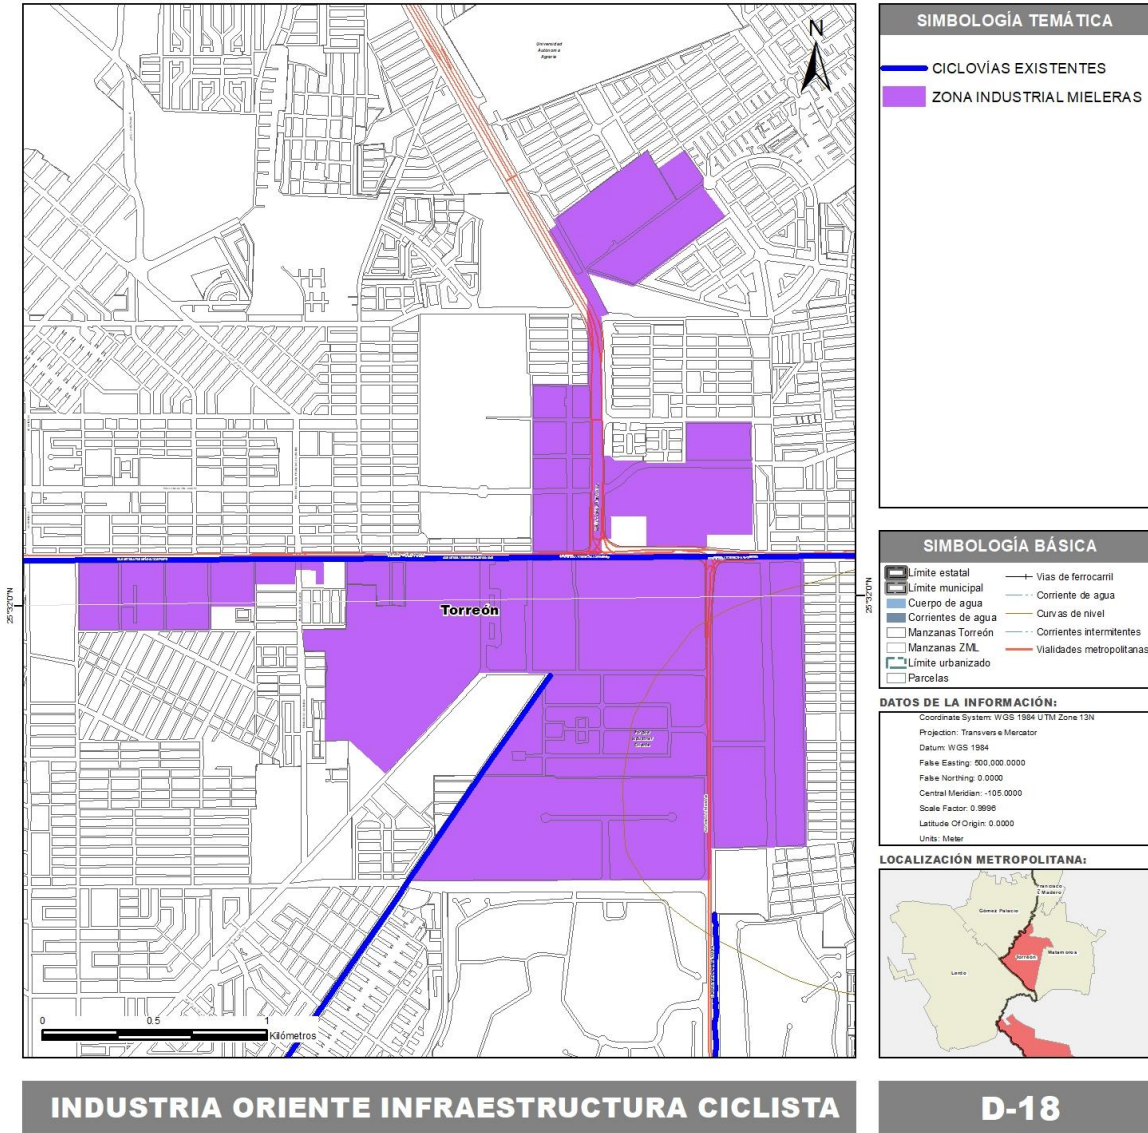 N
Universidad
Autónoma
Agraria
Torreón
25°32'0"N
25°32'0"N
0 0.5 1
Kilómetros
SIMBOLOGÍA TEMÁTICA
CICLOVÍAS EXISTENTES
ZONA INDUSTRIAL MIELERAS
SIMBOLOGÍA BÁSICA
Límite estatal
Límite municipal
Cuerpo de agua
Corrientes de agua
Manzanas Torreón
Manzanas ZML
Límite urbanizado
Parcelas
Vias de ferrocarril
Corriente de agua
Curvas de nivel
Corrientes intermitentes
Vialidades metropolitanas
DATOS DE LA INFORMACIÓN:
Coordinate System: WGS 1984 UTM Zone 13N
Projection: Transverse Mercator
Datum: WGS 1984
False Easting: 500,000.0000
False Northing: 0.0000
Central Meridian: -105.0000
Scale Factor: 0.9996
Latitude Of Origin: 0.0000
Units: Meter
LOCALIZACIÓN METROPOLITANA:
Francisco
I. Madero
Gómez Palacio
Torreón
Matamoros
Lerdo
INDUSTRIA ORIENTE INFRAESTRUCTURA CICLISTA
D-18